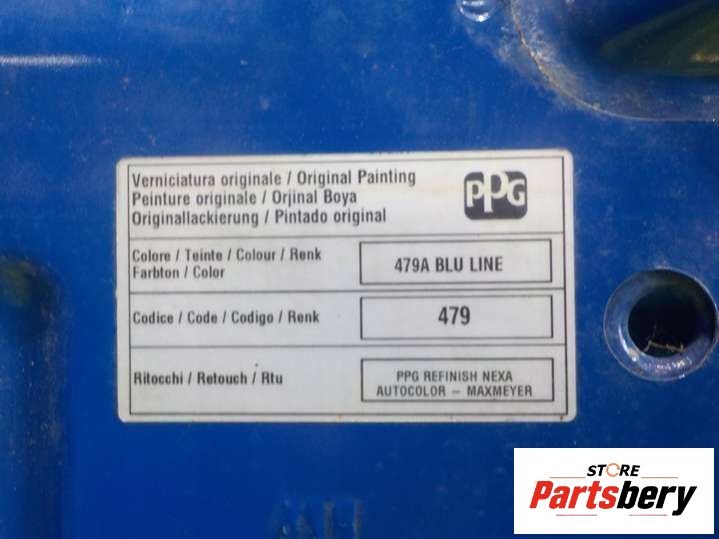 Verniciatura originale / Original Painting
Peinture originale / Orjinal Boya
Originallackierung / Pintado original
PPG
Colore / Teinte / Colour / Renk
Farbton / Color
479A BLU LINE
Codice / Code / Codigo / Renk
479
Ritocchi / Retouch / Rtu
PPG REFINISH NEXA
AUTOCOLOR – MAXMEYER
STORE
Partsbery